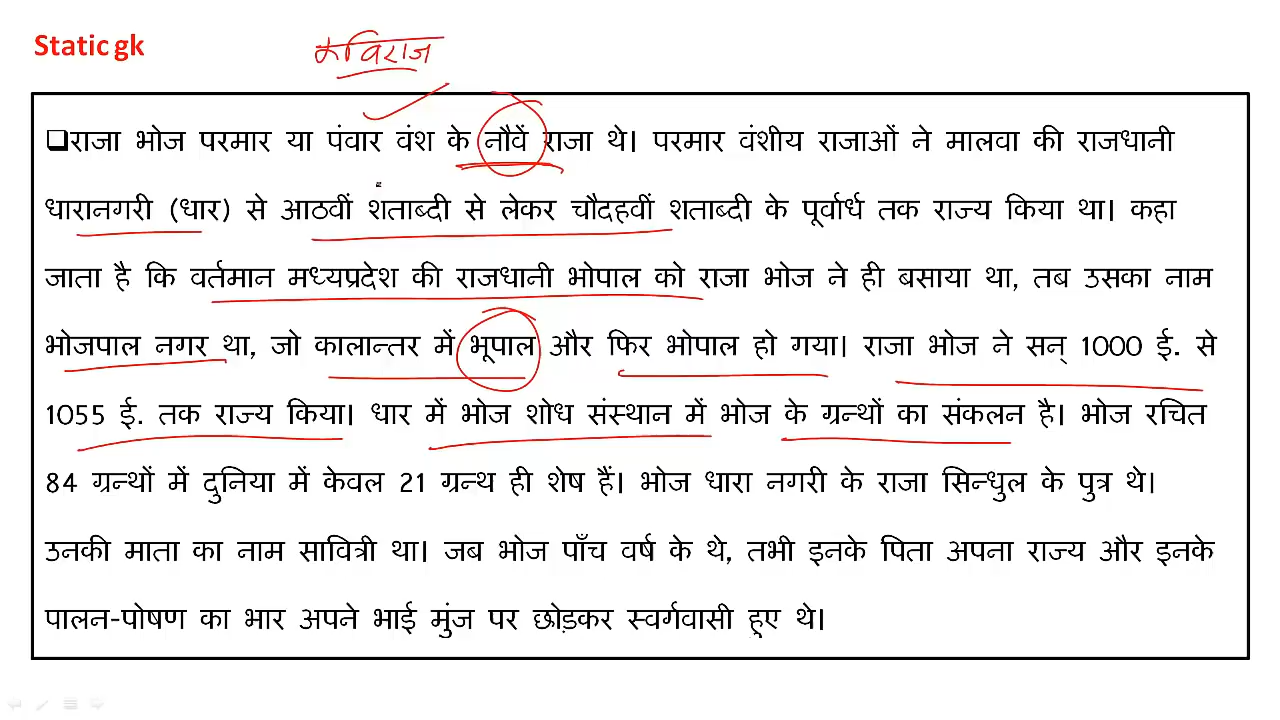 Static gk
कविराज
❑राजा भोज परमार या पंवार वंश के नौवें राजा थे। परमार वंशीय राजाओं ने मालवा की राजधानी
धारानगरी (धार) से आठवीं शताब्दी से लेकर चौदहवीं शताब्दी के पूर्वार्ध तक राज्य किया था। कहा
जाता है कि वर्तमान मध्यप्रदेश की राजधानी भोपाल को राजा भोज ने ही बसाया था, तब उसका नाम
भोजपाल नगर था, जो कालान्तर में भूपाल और फिर भोपाल हो गया। राजा भोज ने सन् 1000 ई. से
1055 ई. तक राज्य किया। धार में भोज शोध संस्थान में भोज के ग्रन्थों का संकलन है। भोज रचित
84 ग्रन्थों में दुनिया में केवल 21 ग्रन्थ ही शेष हैं। भोज धारा नगरी के राजा सिन्धुल के पुत्र थे।
उनकी माता का नाम सावित्री था। जब भोज पाँच वर्ष के थे, तभी इनके पिता अपना राज्य और इनके
पालन-पोषण का भार अपने भाई मुंज पर छोड़कर स्वर्गवासी हुए थे।